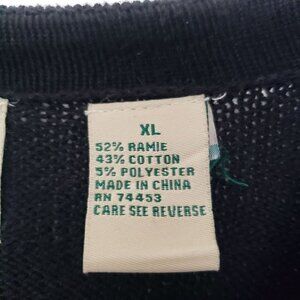 XL
52% RAMIE
43% COTTON
5% POLYESTER
MADE IN CHINA
RN 74453
CARE SEE REVERSE